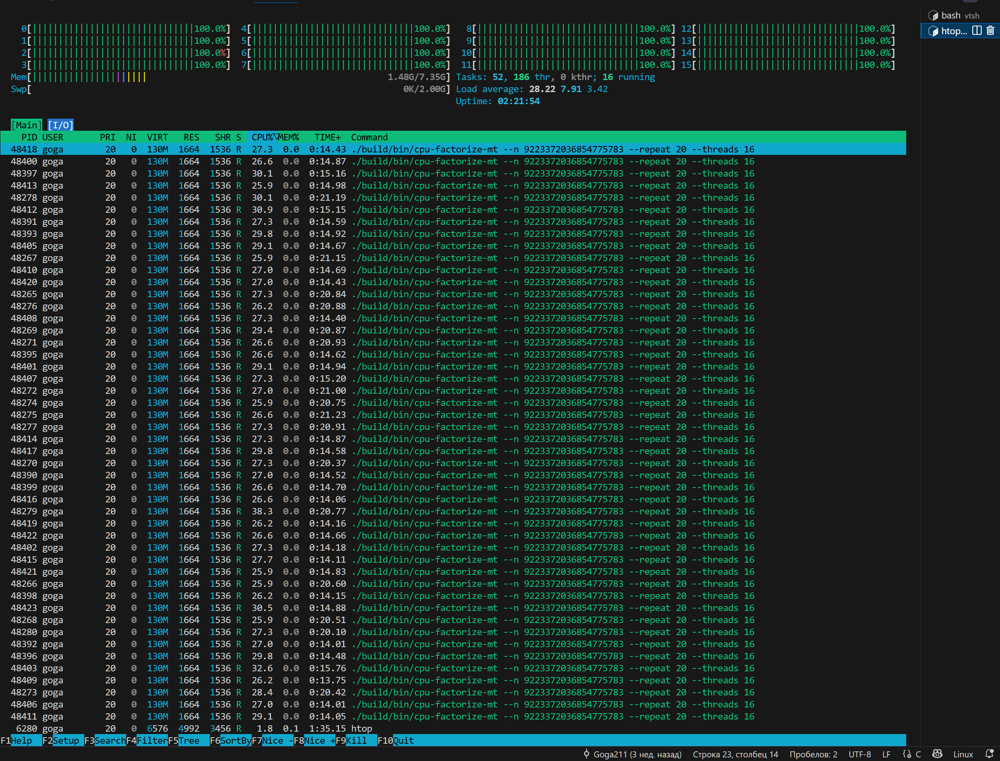 bash vtsh
htop...
0[||||||||||||||||||||||||||||||||100.0%] 4[||||||||||||||||||||||||||||||||100.0%] 8[||||||||||||||||||||||||||||||||100.0%] 12[||||||||||||||||||||||||||||||||100.0%]
1[||||||||||||||||||||||||||||||||100.0%] 5[||||||||||||||||||||||||||||||||100.0%] 9[||||||||||||||||||||||||||||||||100.0%] 13[||||||||||||||||||||||||||||||||100.0%]
2[||||||||||||||||||||||||||||||||100.0%] 6[||||||||||||||||||||||||||||||||100.0%] 10[||||||||||||||||||||||||||||||||100.0%] 14[||||||||||||||||||||||||||||||||100.0%]
3[||||||||||||||||||||||||||||||||100.0%] 7[||||||||||||||||||||||||||||||||100.0%] 11[||||||||||||||||||||||||||||||||100.0%] 15[||||||||||||||||||||||||||||||||100.0%]
Mem[||||||||||||||||||||||1.48G/7.35G] Tasks: 52, 186 thr, 0 kthr; 16 running
Swp[0K/2.00G] Load average: 28.22 7.91 3.42
Uptime: 02:21:54
[Main] [I/O]
PID USER PRI NI VIRT RES SHR S CPU%▽MEM% TIME+ Command
48418 goga 20 0 130M 1664 1536 R 27.3 0.0 0:14.43 ./build/bin/cpu-factorize-mt --n 9223372036854775783 --repeat 20 --threads 16
48400 goga 20 0 130M 1664 1536 R 26.6 0.0 0:14.87 ./build/bin/cpu-factorize-mt --n 9223372036854775783 --repeat 20 --threads 16
48397 goga 20 0 130M 1664 1536 R 30.1 0.0 0:15.16 ./build/bin/cpu-factorize-mt --n 9223372036854775783 --repeat 20 --threads 16
48413 goga 20 0 130M 1664 1536 R 25.9 0.0 0:14.98 ./build/bin/cpu-factorize-mt --n 9223372036854775783 --repeat 20 --threads 16
48278 goga 20 0 130M 1664 1536 R 30.1 0.0 0:21.19 ./build/bin/cpu-factorize-mt --n 9223372036854775783 --repeat 20 --threads 16
48412 goga 20 0 130M 1664 1536 R 30.9 0.0 0:15.15 ./build/bin/cpu-factorize-mt --n 9223372036854775783 --repeat 20 --threads 16
48391 goga 20 0 130M 1664 1536 R 27.3 0.0 0:14.59 ./build/bin/cpu-factorize-mt --n 9223372036854775783 --repeat 20 --threads 16
48393 goga 20 0 130M 1664 1536 R 29.8 0.0 0:14.92 ./build/bin/cpu-factorize-mt --n 9223372036854775783 --repeat 20 --threads 16
48405 goga 20 0 130M 1664 1536 R 29.1 0.0 0:14.67 ./build/bin/cpu-factorize-mt --n 9223372036854775783 --repeat 20 --threads 16
48267 goga 20 0 130M 1664 1536 R 25.9 0.0 0:21.15 ./build/bin/cpu-factorize-mt --n 9223372036854775783 --repeat 20 --threads 16
48410 goga 20 0 130M 1664 1536 R 27.0 0.0 0:14.69 ./build/bin/cpu-factorize-mt --n 9223372036854775783 --repeat 20 --threads 16
48420 goga 20 0 130M 1664 1536 R 27.0 0.0 0:14.43 ./build/bin/cpu-factorize-mt --n 9223372036854775783 --repeat 20 --threads 16
48265 goga 20 0 130M 1664 1536 R 27.3 0.0 0:20.84 ./build/bin/cpu-factorize-mt --n 9223372036854775783 --repeat 20 --threads 16
48276 goga 20 0 130M 1664 1536 R 26.2 0.0 0:20.88 ./build/bin/cpu-factorize-mt --n 9223372036854775783 --repeat 20 --threads 16
48408 goga 20 0 130M 1664 1536 R 27.3 0.0 0:14.40 ./build/bin/cpu-factorize-mt --n 9223372036854775783 --repeat 20 --threads 16
48269 goga 20 0 130M 1664 1536 R 29.4 0.0 0:20.87 ./build/bin/cpu-factorize-mt --n 9223372036854775783 --repeat 20 --threads 16
48271 goga 20 0 130M 1664 1536 R 26.6 0.0 0:20.93 ./build/bin/cpu-factorize-mt --n 9223372036854775783 --repeat 20 --threads 16
48395 goga 20 0 130M 1664 1536 R 26.6 0.0 0:14.62 ./build/bin/cpu-factorize-mt --n 9223372036854775783 --repeat 20 --threads 16
48401 goga 20 0 130M 1664 1536 R 29.1 0.0 0:14.94 ./build/bin/cpu-factorize-mt --n 9223372036854775783 --repeat 20 --threads 16
48407 goga 20 0 130M 1664 1536 R 27.3 0.0 0:15.20 ./build/bin/cpu-factorize-mt --n 9223372036854775783 --repeat 20 --threads 16
48272 goga 20 0 130M 1664 1536 R 27.0 0.0 0:21.00 ./build/bin/cpu-factorize-mt --n 9223372036854775783 --repeat 20 --threads 16
48274 goga 20 0 130M 1664 1536 R 25.9 0.0 0:20.75 ./build/bin/cpu-factorize-mt --n 9223372036854775783 --repeat 20 --threads 16
48275 goga 20 0 130M 1664 1536 R 26.6 0.0 0:21.23 ./build/bin/cpu-factorize-mt --n 9223372036854775783 --repeat 20 --threads 16
48277 goga 20 0 130M 1664 1536 R 27.3 0.0 0:20.91 ./build/bin/cpu-factorize-mt --n 9223372036854775783 --repeat 20 --threads 16
48414 goga 20 0 130M 1664 1536 R 27.3 0.0 0:14.87 ./build/bin/cpu-factorize-mt --n 9223372036854775783 --repeat 20 --threads 16
48417 goga 20 0 130M 1664 1536 R 29.8 0.0 0:14.58 ./build/bin/cpu-factorize-mt --n 9223372036854775783 --repeat 20 --threads 16
48270 goga 20 0 130M 1664 1536 R 27.3 0.0 0:20.37 ./build/bin/cpu-factorize-mt --n 9223372036854775783 --repeat 20 --threads 16
48390 goga 20 0 130M 1664 1536 R 27.0 0.0 0:14.52 ./build/bin/cpu-factorize-mt --n 9223372036854775783 --repeat 20 --threads 16
48399 goga 20 0 130M 1664 1536 R 26.6 0.0 0:14.70 ./build/bin/cpu-factorize-mt --n 9223372036854775783 --repeat 20 --threads 16
48416 goga 20 0 130M 1664 1536 R 26.6 0.0 0:14.06 ./build/bin/cpu-factorize-mt --n 9223372036854775783 --repeat 20 --threads 16
48279 goga 20 0 130M 1664 1536 R 38.3 0.0 0:20.77 ./build/bin/cpu-factorize-mt --n 9223372036854775783 --repeat 20 --threads 16
48419 goga 20 0 130M 1664 1536 R 26.2 0.0 0:14.16 ./build/bin/cpu-factorize-mt --n 9223372036854775783 --repeat 20 --threads 16
48422 goga 20 0 130M 1664 1536 R 26.6 0.0 0:14.66 ./build/bin/cpu-factorize-mt --n 9223372036854775783 --repeat 20 --threads 16
48402 goga 20 0 130M 1664 1536 R 27.3 0.0 0:14.18 ./build/bin/cpu-factorize-mt --n 9223372036854775783 --repeat 20 --threads 16
48415 goga 20 0 130M 1664 1536 R 27.7 0.0 0:14.11 ./build/bin/cpu-factorize-mt --n 9223372036854775783 --repeat 20 --threads 16
48421 goga 20 0 130M 1664 1536 R 25.9 0.0 0:14.83 ./build/bin/cpu-factorize-mt --n 9223372036854775783 --repeat 20 --threads 16
48266 goga 20 0 130M 1664 1536 R 25.9 0.0 0:20.60 ./build/bin/cpu-factorize-mt --n 9223372036854775783 --repeat 20 --threads 16
48398 goga 20 0 130M 1664 1536 R 26.2 0.0 0:14.15 ./build/bin/cpu-factorize-mt --n 9223372036854775783 --repeat 20 --threads 16
48423 goga 20 0 130M 1664 1536 R 30.5 0.0 0:14.88 ./build/bin/cpu-factorize-mt --n 9223372036854775783 --repeat 20 --threads 16
48268 goga 20 0 130M 1664 1536 R 25.9 0.0 0:20.51 ./build/bin/cpu-factorize-mt --n 9223372036854775783 --repeat 20 --threads 16
48280 goga 20 0 130M 1664 1536 R 27.3 0.0 0:20.10 ./build/bin/cpu-factorize-mt --n 9223372036854775783 --repeat 20 --threads 16
48392 goga 20 0 130M 1664 1536 R 27.0 0.0 0:14.01 ./build/bin/cpu-factorize-mt --n 9223372036854775783 --repeat 20 --threads 16
48396 goga 20 0 130M 1664 1536 R 29.8 0.0 0:14.48 ./build/bin/cpu-factorize-mt --n 9223372036854775783 --repeat 20 --threads 16
48403 goga 20 0 130M 1664 1536 R 32.6 0.0 0:15.76 ./build/bin/cpu-factorize-mt --n 9223372036854775783 --repeat 20 --threads 16
48409 goga 20 0 130M 1664 1536 R 26.2 0.0 0:13.75 ./build/bin/cpu-factorize-mt --n 9223372036854775783 --repeat 20 --threads 16
48273 goga 20 0 130M 1664 1536 R 28.4 0.0 0:20.42 ./build/bin/cpu-factorize-mt --n 9223372036854775783 --repeat 20 --threads 16
48406 goga 20 0 130M 1664 1536 R 27.0 0.0 0:14.01 ./build/bin/cpu-factorize-mt --n 9223372036854775783 --repeat 20 --threads 16
48411 goga 20 0 130M 1664 1536 R 29.1 0.0 0:14.05 ./build/bin/cpu-factorize-mt --n 9223372036854775783 --repeat 20 --threads 16
6280 goga 20 0 6576 4992 3456 R 1.8 0.1 1:35.15 htop
F1Help F2Setup F3SearchF4FilterF5Tree F6SortByF7Nice -F8Nice +F9Kill F10Quit
Goga211 (3 нед. назад) Строка 23, столбец 14 Пробелов: 2 UTF-8 LF C Linux